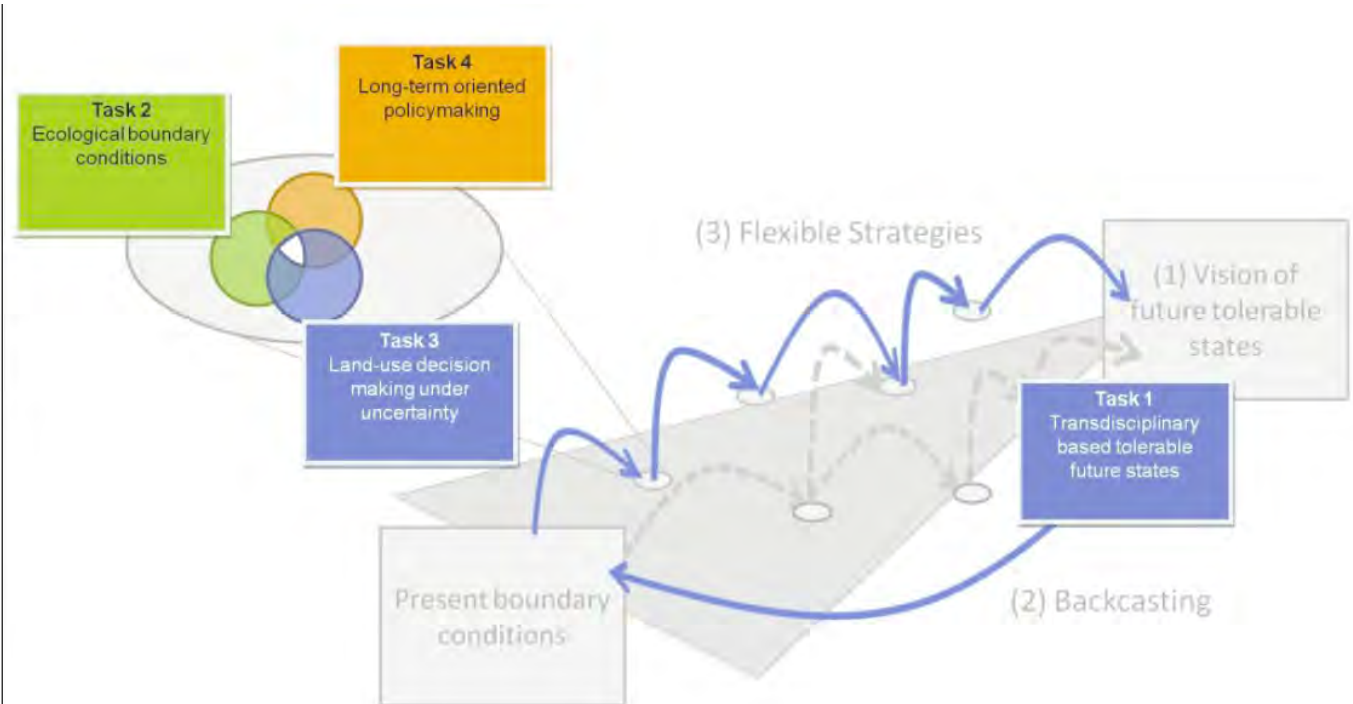 Task 4
Long-term oriented
policymaking
Task 2
Ecological boundary
conditions
(3) Flexible Strategies
(1) Vision of
future tolerable
states
Task 3
Land-use decision
making under
uncertainty
Task 1
Transdisciplinary
based tolerable
future states
Present boundary
conditions
(2) Backcasting